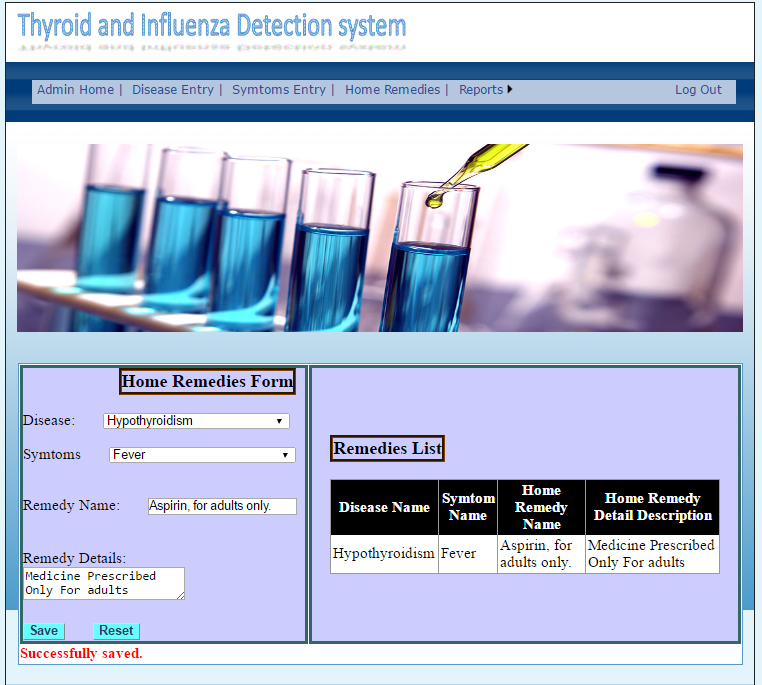 Thyroid and Influenza Detection system
Admin Home | Disease Entry | Symtoms Entry | Home Remedies | Reports Log Out
Home Remedies Form
Disease: Hypothyroidism
Symtoms Fever
Remedy Name: Aspirin, for adults only.
Remedy Details:
Medicine Prescribed
Only For adults
Save Reset
Remedies List
Disease Name Symtom Name Home Remedy Name Home Remedy Detail Description
Hypothyroidism Fever Aspirin, for adults only. Medicine Prescribed Only For adults
Successfully saved.